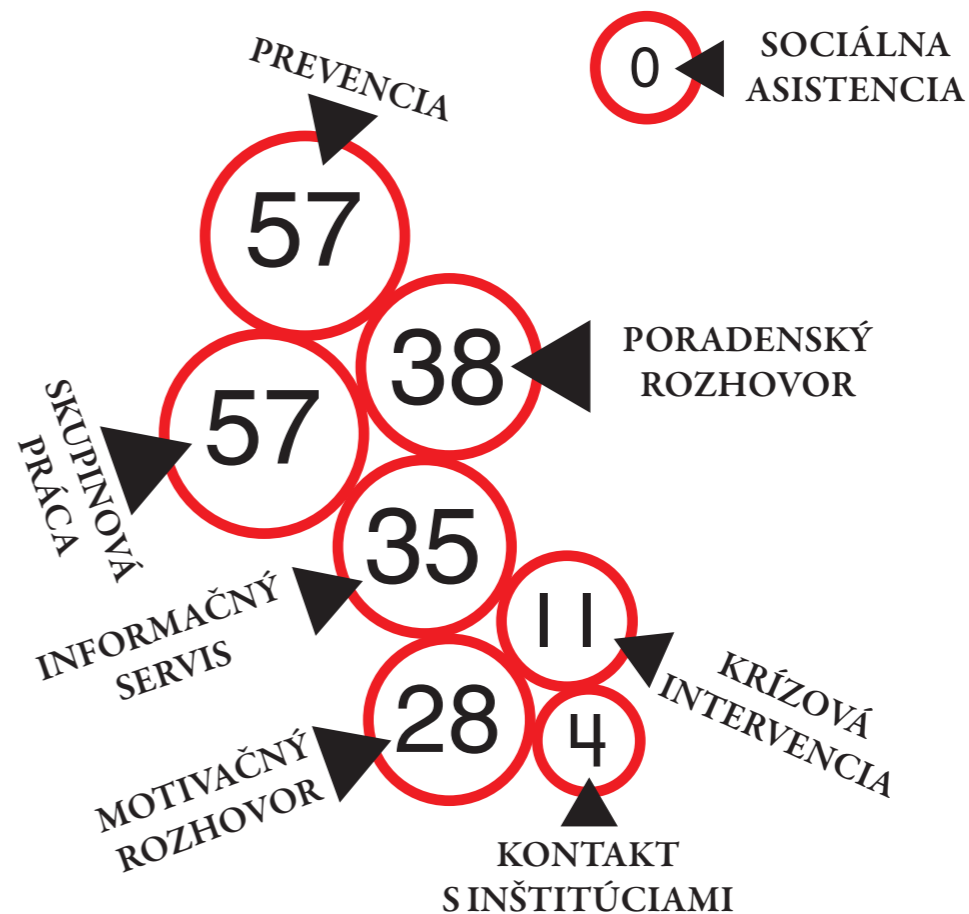 PREVENCIA
57
0
SOCIÁLNA
ASISTENCIA
38
PORADENSKÝ
ROZHOVOR
57
SKUPINOVÁ
PRÁCA
35
INFORMAČNÝ
SERVIS
11
KRÍZOVÁ
INTERVENCIA
28
MOTIVAČNÝ
ROZHOVOR
4
KONTAKT
S INŠTITÚCIAMI